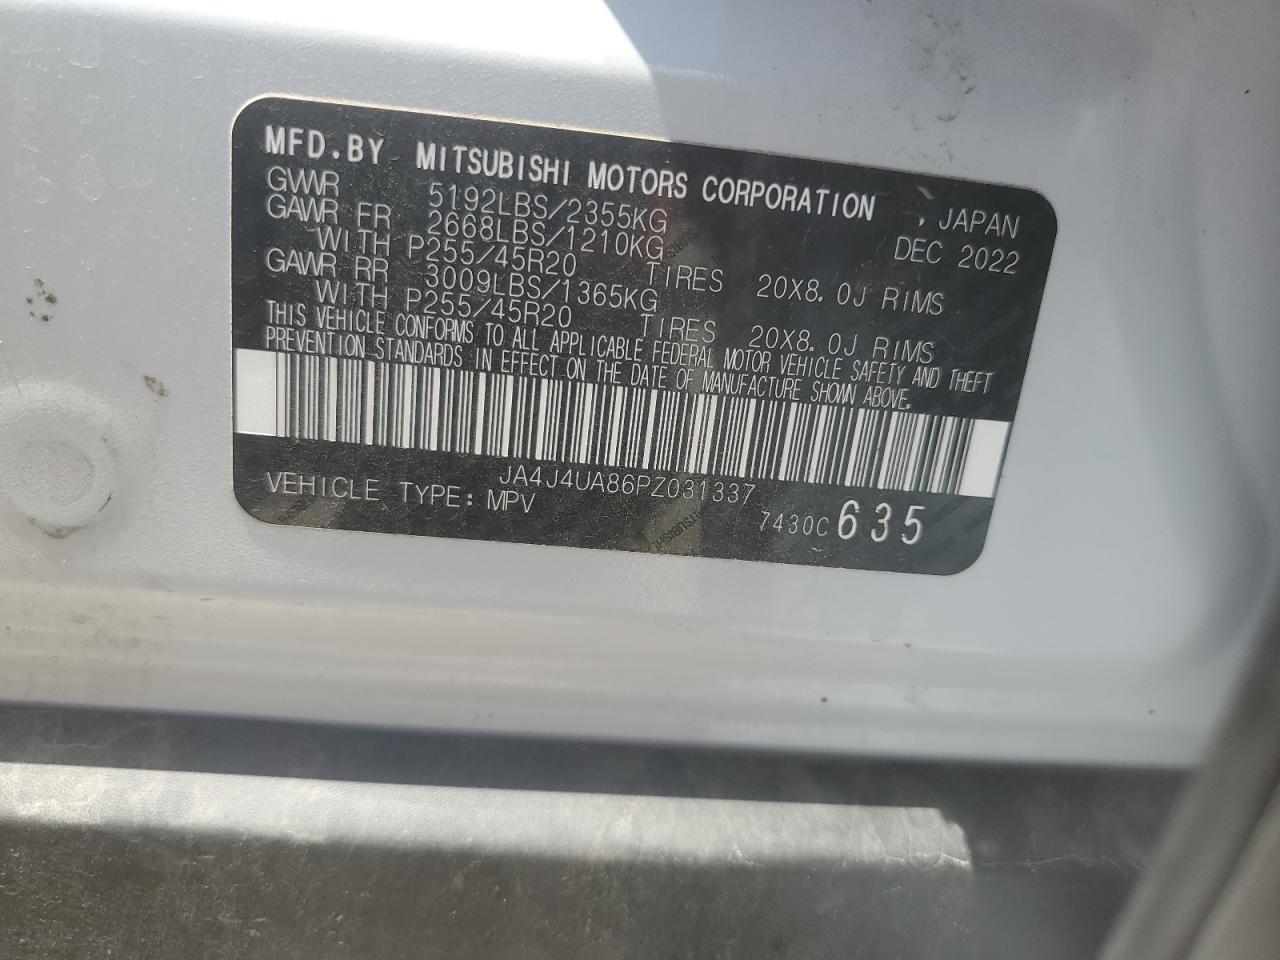 MFD.BY MITSUBISHI MOTORS CORPORATION , JAPAN
GVWR 5192LBS/2355KG DEC 2022
GAWR FR 2668LBS/1210KG
WITH P255/45R20 TIRES 20X8.0J RIMS
GAWR RR 3009LBS/1365KG
WITH P255/45R20 TIRES 20X8.0J RIMS
THIS VEHICLE CONFORMS TO ALL APPLICABLE FEDERAL MOTOR VEHICLE SAFETY AND THEFT
PREVENTION STANDARDS IN EFFECT ON THE DATE OF MANUFACTURE SHOWN ABOVE.
JA4J4UA86PZ031337
VEHICLE TYPE: MPV 7430C 635